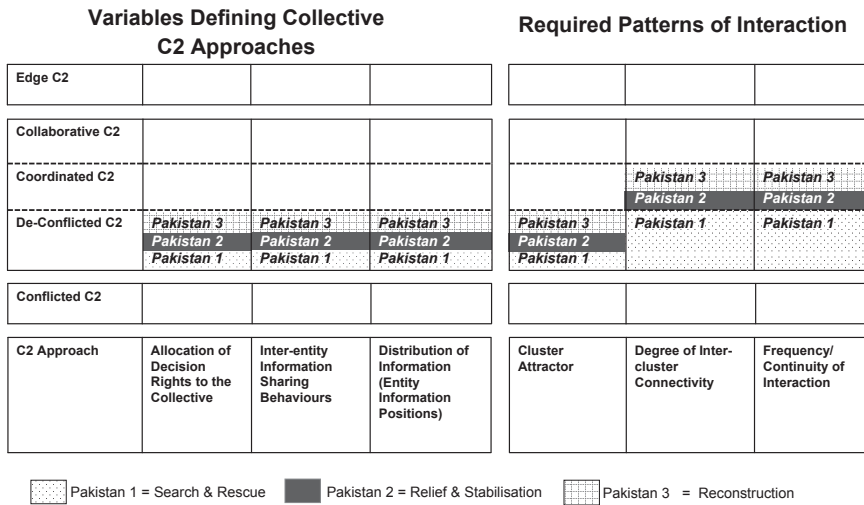 Variables Defining Collective
C2 Approaches
Required Patterns of Interaction
Edge C2
Collaborative C2
Coordinated C2
Pakistan 3
Pakistan 3
Pakistan 2
Pakistan 2
De-Conflicted C2
Pakistan 3
Pakistan 3
Pakistan 3
Pakistan 3
Pakistan 1
Pakistan 1
Pakistan 2
Pakistan 2
Pakistan 2
Pakistan 2
Pakistan 1
Pakistan 1
Pakistan 1
Pakistan 1
Conflicted C2
C2 Approach
Allocation of
Decision
Rights to the
Collective
Inter-entity
Information
Sharing
Behaviours
Distribution of
Information
(Entity
Information
Positions)
Cluster
Attractor
Degree of Inter-
cluster
Connectivity
Frequency/
Continuity of
Interaction
Pakistan 1 = Search & Rescue
Pakistan 2 = Relief & Stabilisation
Pakistan 3 = Reconstruction